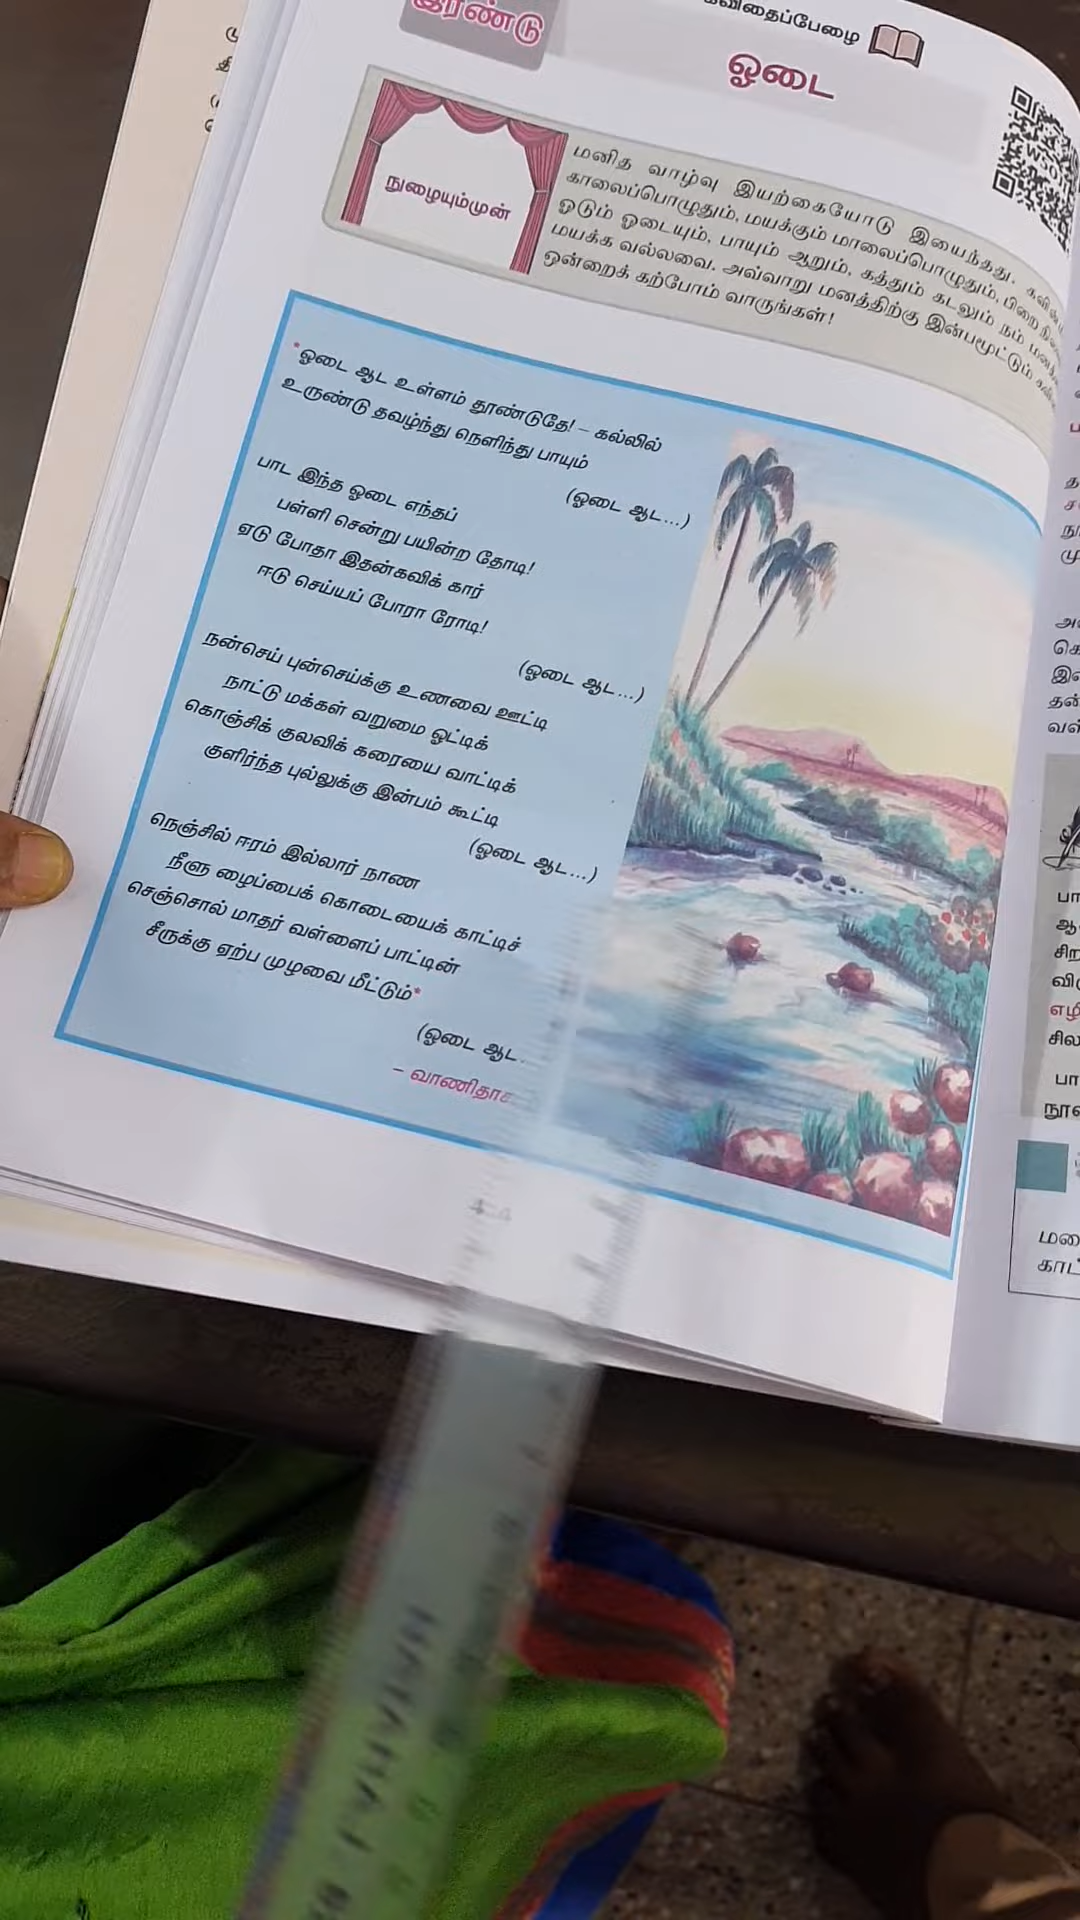 இரண்டு
கவிதைப்பேழை
ஓடை
நுழையும்முன்
மனித வாழ்வு இயற்கையோடு இயைந்தது.
காலைப்பொழுதும், மயக்கும் மாலைப்பொழுதும், பிறை
ஓடும் ஓடையும், பாயும் ஆறும், கத்தும் கடலும் நம்
மயக்க வல்லவை. அவ்வாறு மனத்திற்கு இன்பமூட்டும்
ஒன்றைக் கற்போம் வாருங்கள்!
*ஓடை ஆட உள்ளம் தூண்டுதே! – கல்லில்
உருண்டு தவழ்ந்து நெளிந்து பாயும்
(ஓடை ஆட...)
பாட இந்த ஓடை எந்தப்
பள்ளி சென்று பயின்ற தோடி!
ஏடு போதா இதன்கவிக் கார்
ஈடு செய்யப் போரா ரோடி!
(ஓடை ஆட...)
நன்செய் புன்செய்க்கு உணவை ஊட்டி
நாட்டு மக்கள் வறுமை ஓட்டிக்
கொஞ்சிக் குலவிக் கரையை வாட்டிக்
குளிர்ந்த புல்லுக்கு இன்பம் கூட்டி
(ஓடை ஆட...)
நெஞ்சில் ஈரம் இல்லார் நாண
நீளு ழைப்பைக் கொடையைக் காட்டிச்
செஞ்சொல் மாதர் வள்ளைப் பாட்டின்
சீருக்கு ஏற்ப முழவை மீட்டும்*
(ஓடை ஆட.
– வாணிதாச